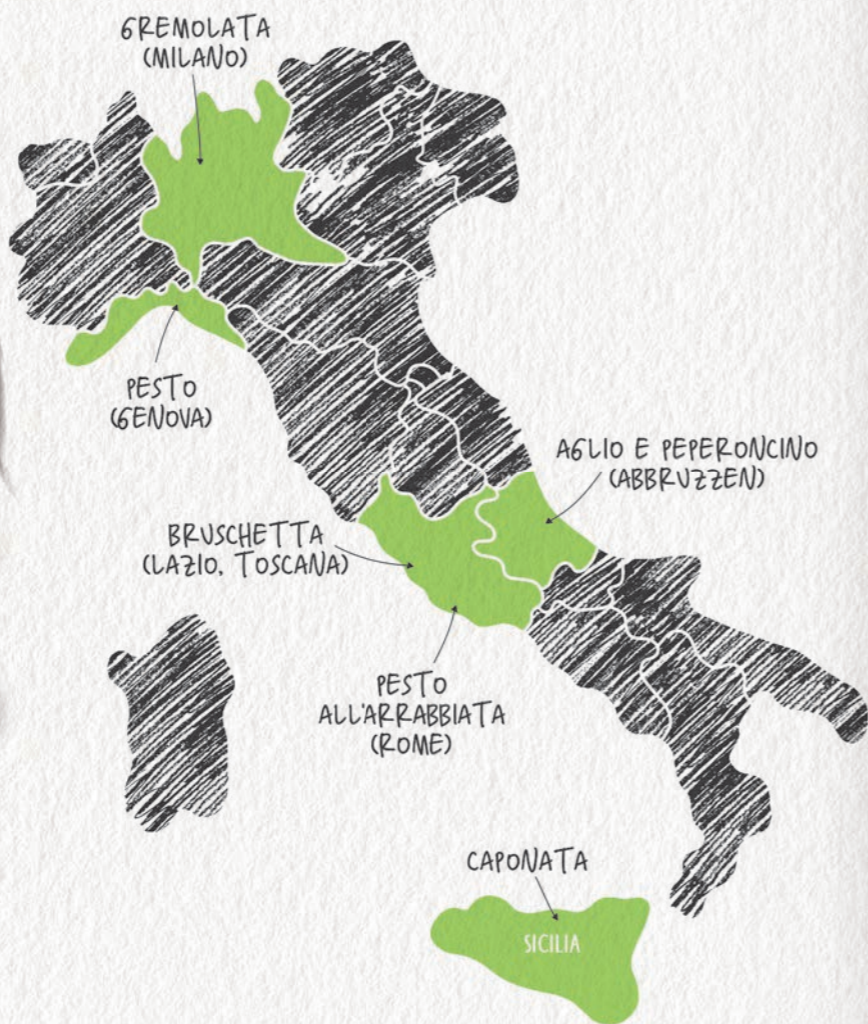 GREMOLATA
(MILANO)
PESTO
(GENOVA)
AGLIO E PEPERONCINO
(ABBRUZZEN)
BRUSCHETTA
(LAZIO, TOSCANA)
PESTO
ALL'ARRABBIATA
(ROME)
CAPONATA
SICILIA